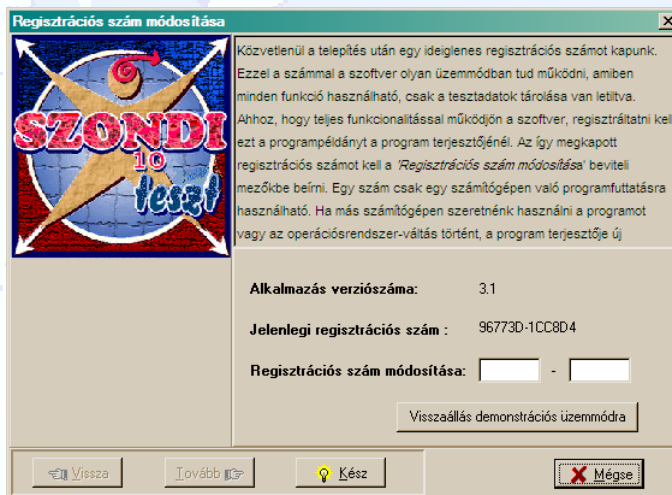 Regisztrációs szám módosítása
SZONDI
10
teszt
Közvetlenül a telepítés után egy ideiglenes regisztrációs számot kapunk.
Ezzel a számmal a szoftver olyan üzemmódban tud működni, amiben
minden funkció használható, csak a tesztadatok tárolása van letiltva.
Ahhoz, hogy teljes funkcionalitással működjön a szoftver, regisztráltatni kell
ezt a programpéldányt a program terjesztőjénél. Az így megkapott
regisztrációs számot kell a 'Regisztrációs szám módosítása' beviteli
mezőkbe beírni. Egy szám csak egy számítógépen való programfuttatásra
használható. Ha más számítógépen szeretnénk használni a programot
vagy az operációsrendszer-váltás történt, a program terjesztője új
Alkalmazás verziószáma: 3.1
Jelenlegi regisztrációs szám : 96773D-1CC8D4
Regisztrációs szám módosítása: -
Visszaállás demonstrációs üzemmódra
Vissza Tovább Kész Mégse